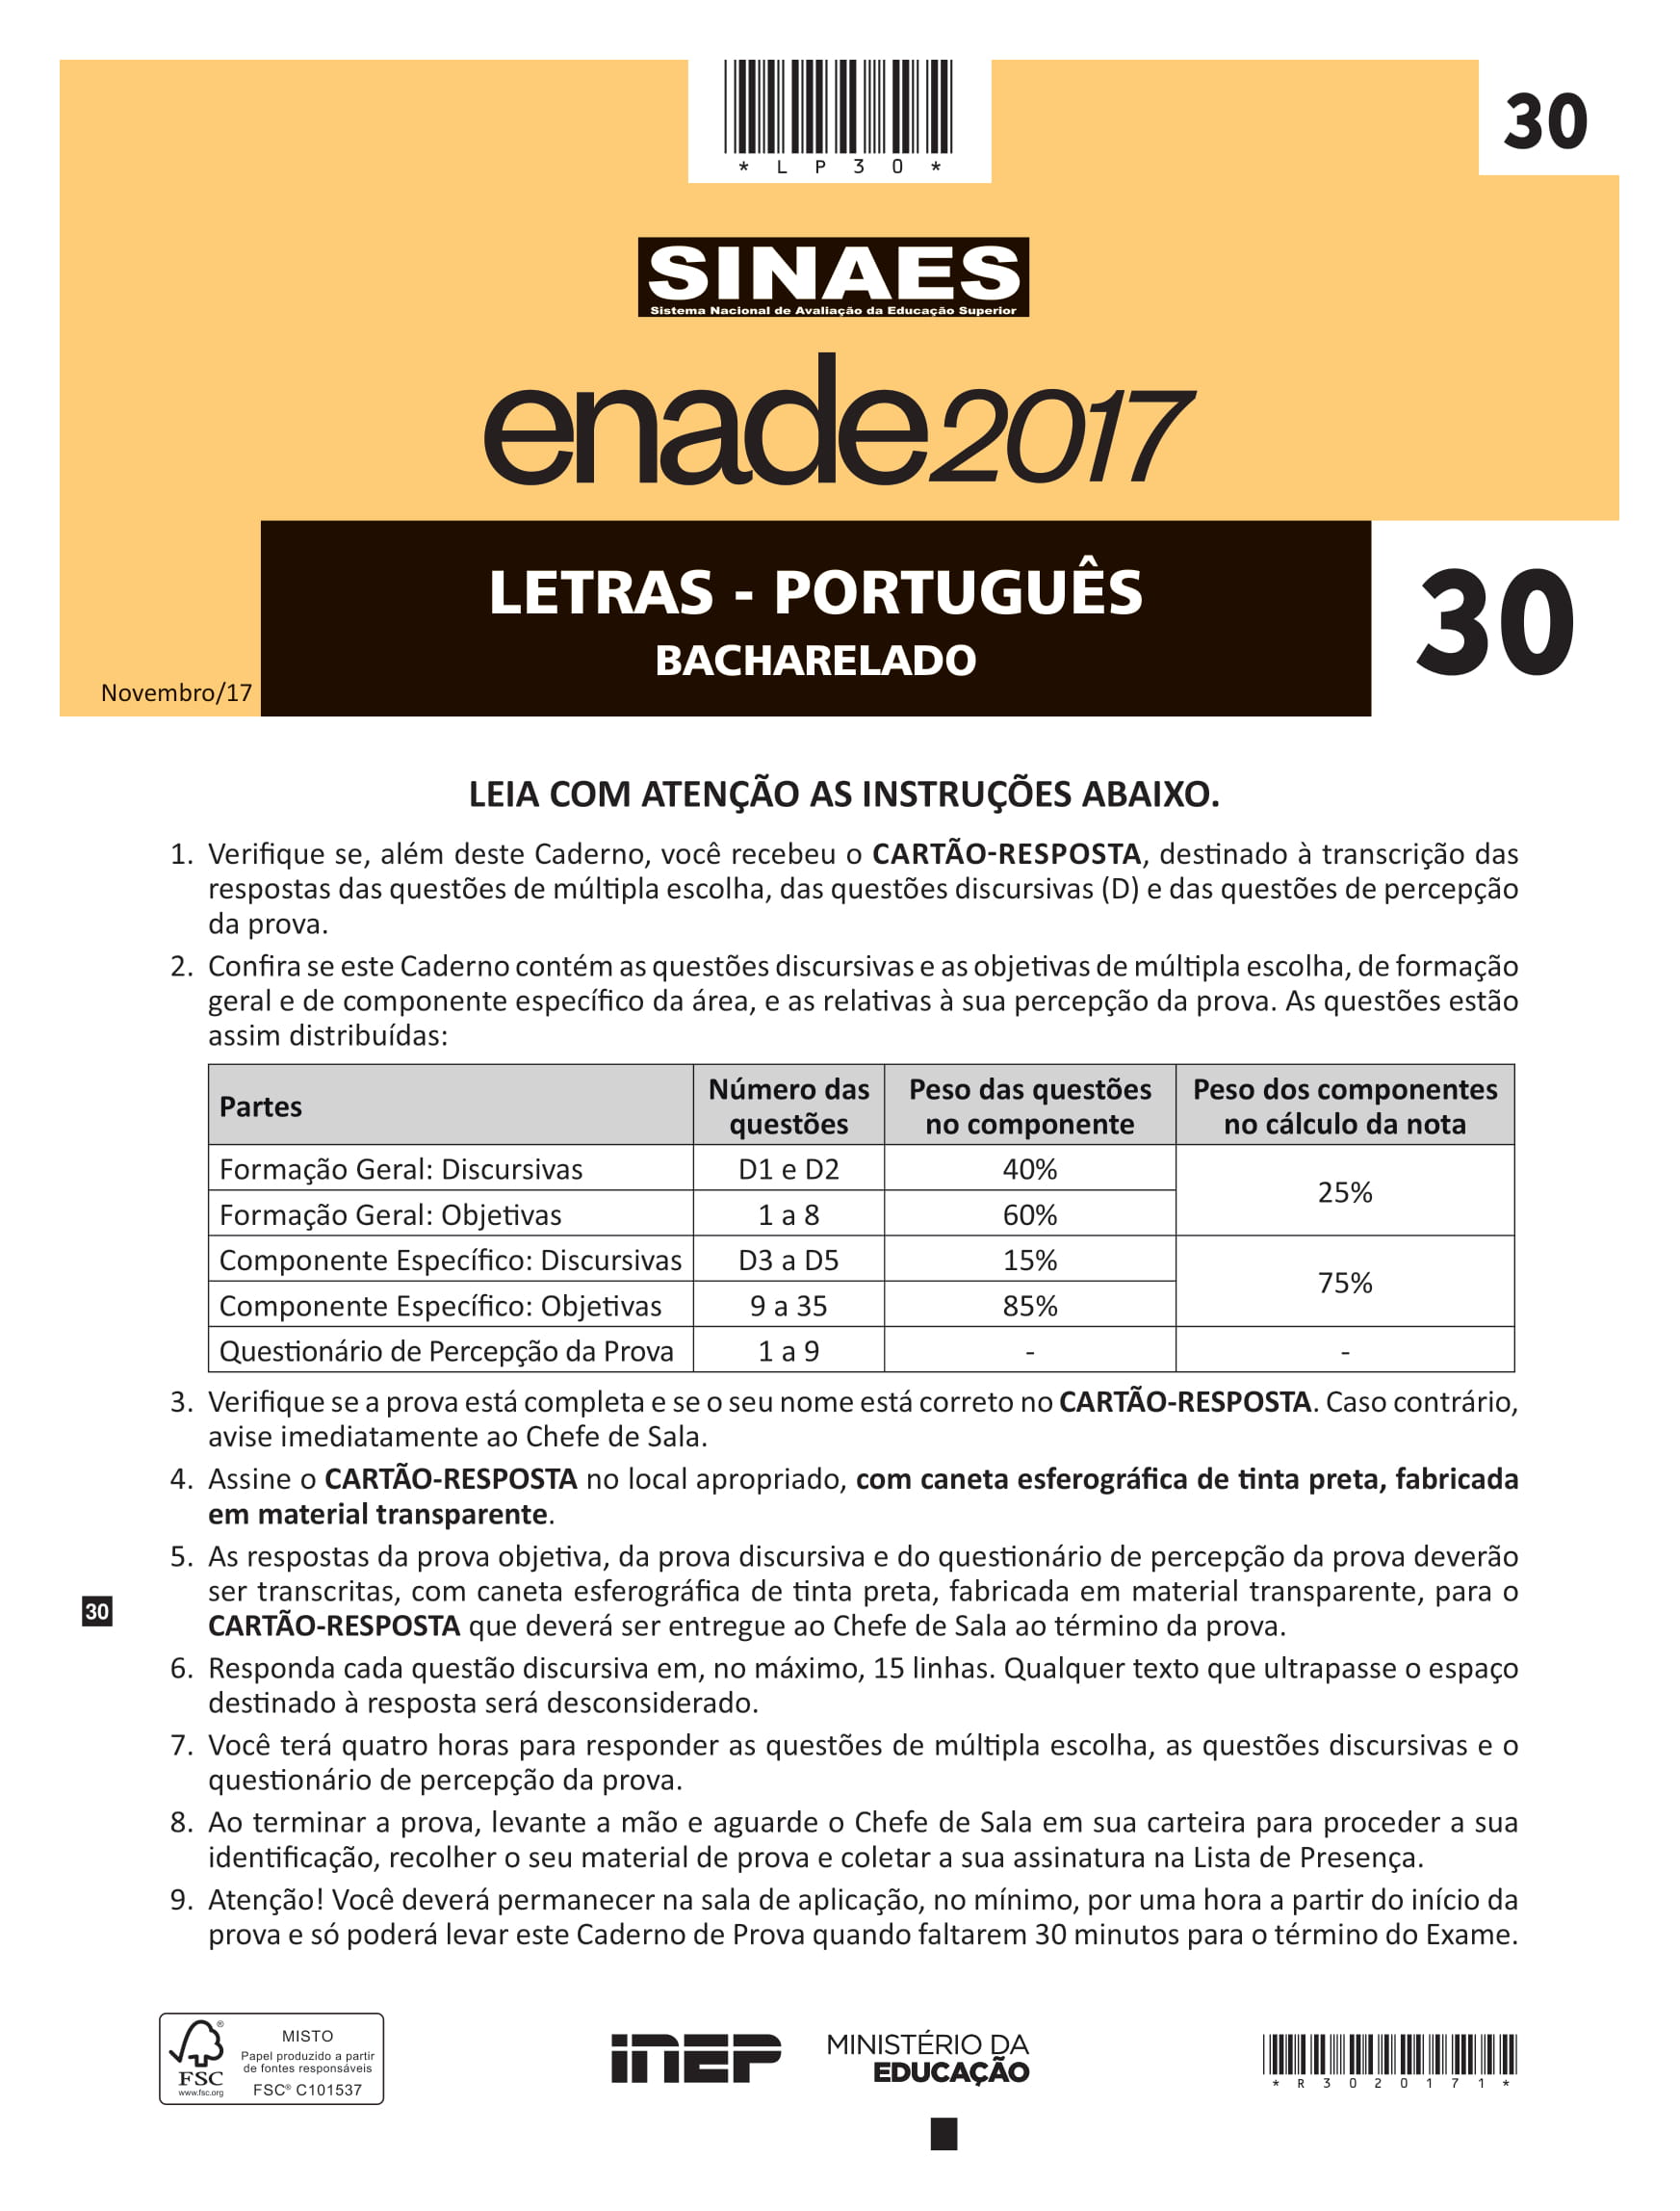 30
* L P 3 0 *
SINAES
Sistema Nacional de Avaliação da Educação Superior
enade2017
LETRAS - PORTUGUÊS
BACHARELADO
30
Novembro/17
LEIA COM ATENÇÃO AS INSTRUÇÕES ABAIXO.
1. Verifique se, além deste Caderno, você recebeu o CARTÃO-RESPOSTA, destinado à transcrição das
respostas das questões de múltipla escolha, das questões discursivas (D) e das questões de percepção
da prova.
2. Confira se este Caderno contém as questões discursivas e as objetivas de múltipla escolha, de formação
geral e de componente específico da área, e as relativas à sua percepção da prova. As questões estão
assim distribuídas:
Partes Número das questões Peso das questões no componente Peso dos componentes no cálculo da nota
Formação Geral: Discursivas D1 e D2 40% 25%
Formação Geral: Objetivas 1 a 8 60%
Componente Específico: Discursivas D3 a D5 15% 75%
Componente Específico: Objetivas 9 a 35 85%
Questionário de Percepção da Prova 1 a 9 - -
3. Verifique se a prova está completa e se o seu nome está correto no CARTÃO-RESPOSTA. Caso contrário,
avise imediatamente ao Chefe de Sala.
4. Assine o CARTÃO-RESPOSTA no local apropriado, com caneta esferográfica de tinta preta, fabricada
em material transparente.
5. As respostas da prova objetiva, da prova discursiva e do questionário de percepção da prova deverão
ser transcritas, com caneta esferográfica de tinta preta, fabricada em material transparente, para o
CARTÃO-RESPOSTA que deverá ser entregue ao Chefe de Sala ao término da prova.
30
6. Responda cada questão discursiva em, no máximo, 15 linhas. Qualquer texto que ultrapasse o espaço
destinado à resposta será desconsiderado.
7. Você terá quatro horas para responder as questões de múltipla escolha, as questões discursivas e o
questionário de percepção da prova.
8. Ao terminar a prova, levante a mão e aguarde o Chefe de Sala em sua carteira para proceder a sua
identificação, recolher o seu material de prova e coletar a sua assinatura na Lista de Presença.
9. Atenção! Você deverá permanecer na sala de aplicação, no mínimo, por uma hora a partir do início da
prova e só poderá levar este Caderno de Prova quando faltarem 30 minutos para o término do Exame.
®
FSC
www.fsc.org
MISTO
Papel produzido a partir
de fontes responsáveis
FSC® C101537
inep
MINISTÉRIO DA
EDUCAÇÃO
* R 3 0 2 0 1 7 1 *